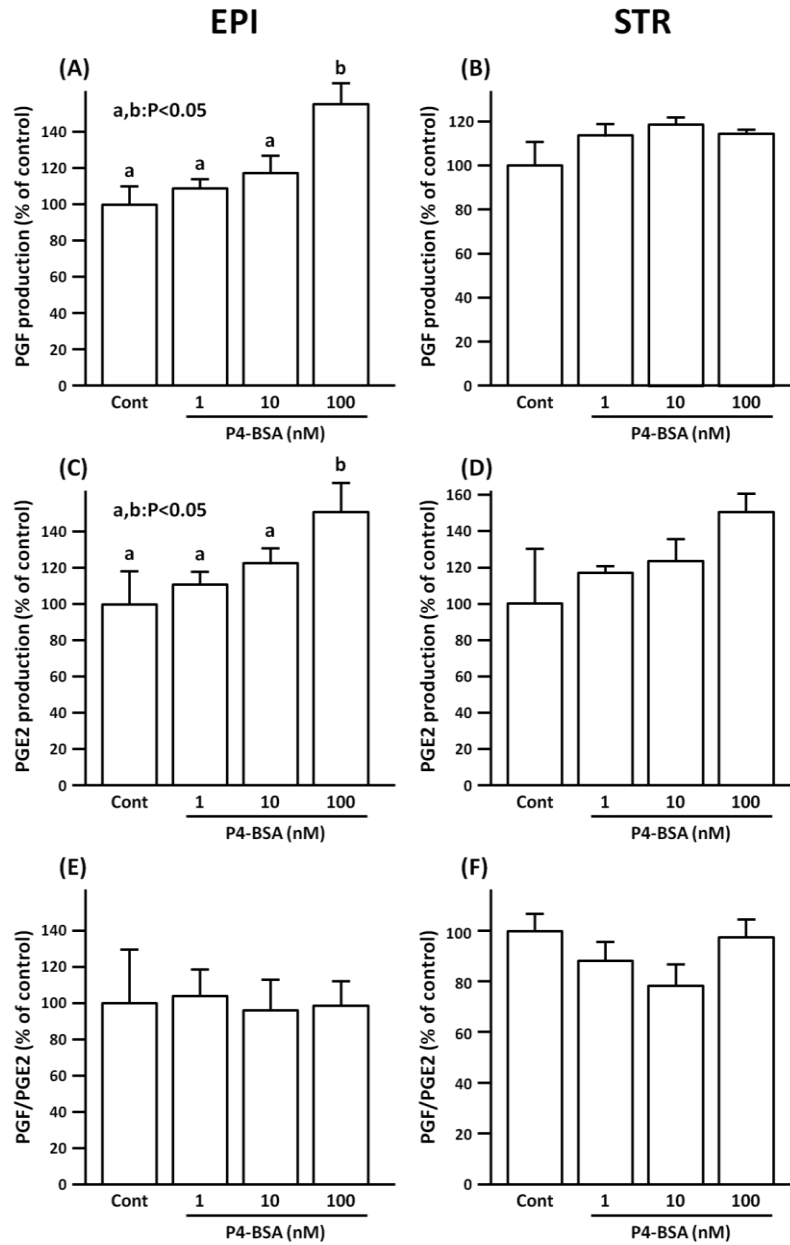 EPI STR
(A)
a,b:P<0.05
a a a b
PGF production (% of control)
140
120
100
80
60
40
20
0
Cont 1 10 100
P4-BSA (nM)
(B)
PGF production (% of control)
120
100
80
60
40
20
0
Cont 1 10 100
P4-BSA (nM)
(C)
a,b:P<0.05
a a a b
PGE2 production (% of control)
140
120
100
80
60
40
20
0
Cont 1 10 100
P4-BSA (nM)
(D)
PGE2 production (% of control)
160
140
120
100
80
60
40
20
0
Cont 1 10 100
P4-BSA (nM)
(E)
PGF/PGE2 (% of control)
140
120
100
80
60
40
20
0
Cont 1 10 100
P4-BSA (nM)
(F)
PGF/PGE2 (% of control)
100
80
60
40
20
0
Cont 1 10 100
P4-BSA (nM)